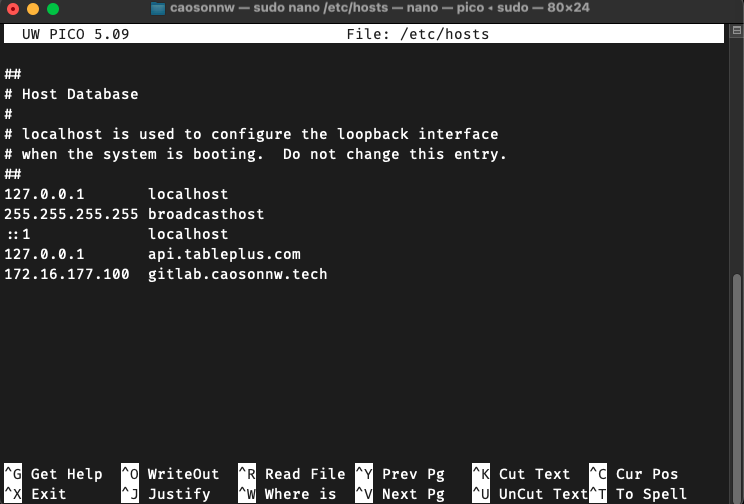 caosonnw — sudo nano /etc/hosts — nano — pico ◂ sudo — 80×24
UW PICO 5.09 File: /etc/hosts
##
# Host Database
#
# localhost is used to configure the loopback interface
# when the system is booting.  Do not change this entry.
##
127.0.0.1       localhost
255.255.255.255 broadcasthost
::1             localhost
127.0.0.1       api.tableplus.com
172.16.177.100  gitlab.caosonnw.tech
^G Get Help  ^O WriteOut  ^R Read File ^Y Prev Pg   ^K Cut Text  ^C Cur Pos
^X Exit      ^J Justify   ^W Where is  ^V Next Pg   ^U UnCut Text^T To Spell